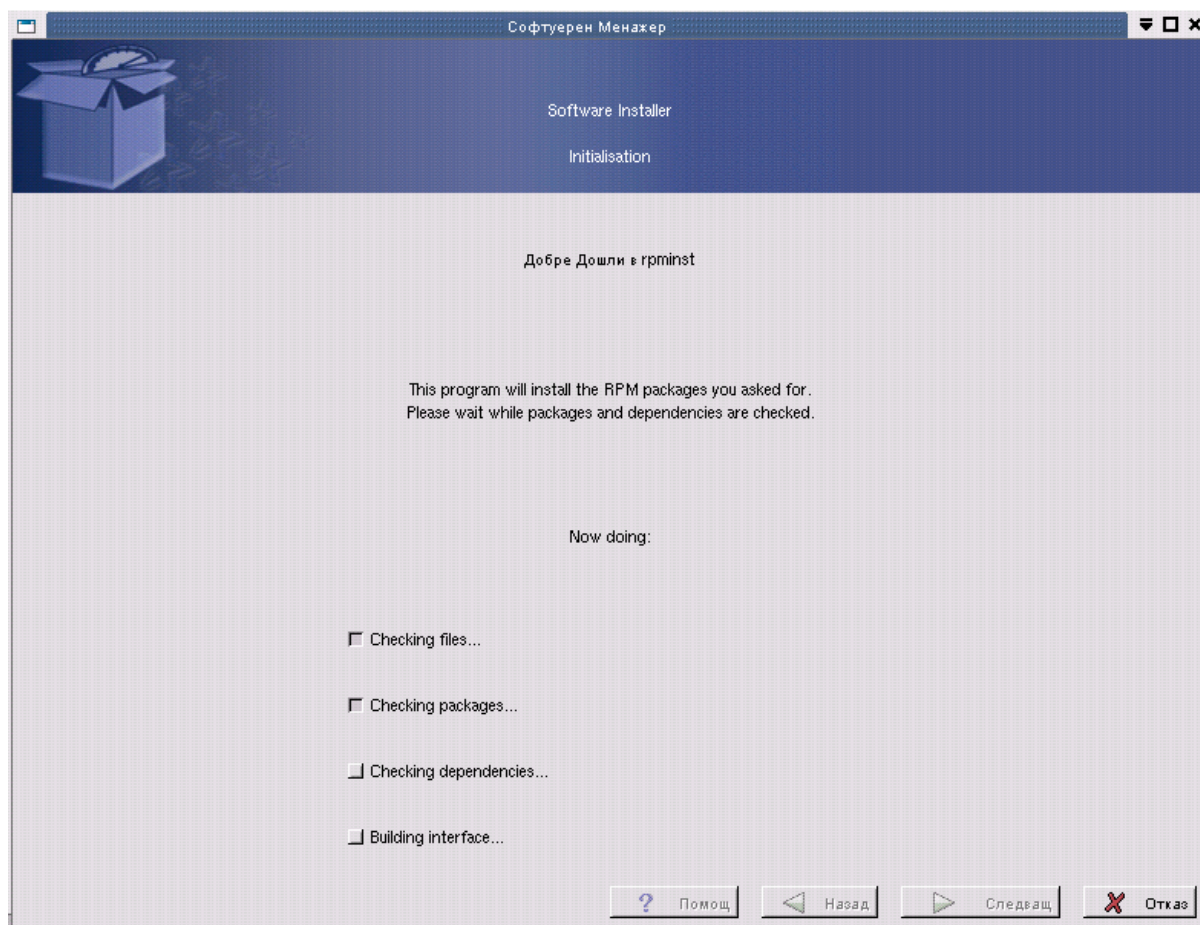 Софтуерен Менажер
Software Installer
Initialisation
Добре Дошли в rpminst
This program will install the RPM packages you asked for.
Please wait while packages and dependencies are checked.
Now doing:
Checking files...
Checking packages...
Checking dependencies...
Building interface...
? Помощ Назад Следващ Отказ